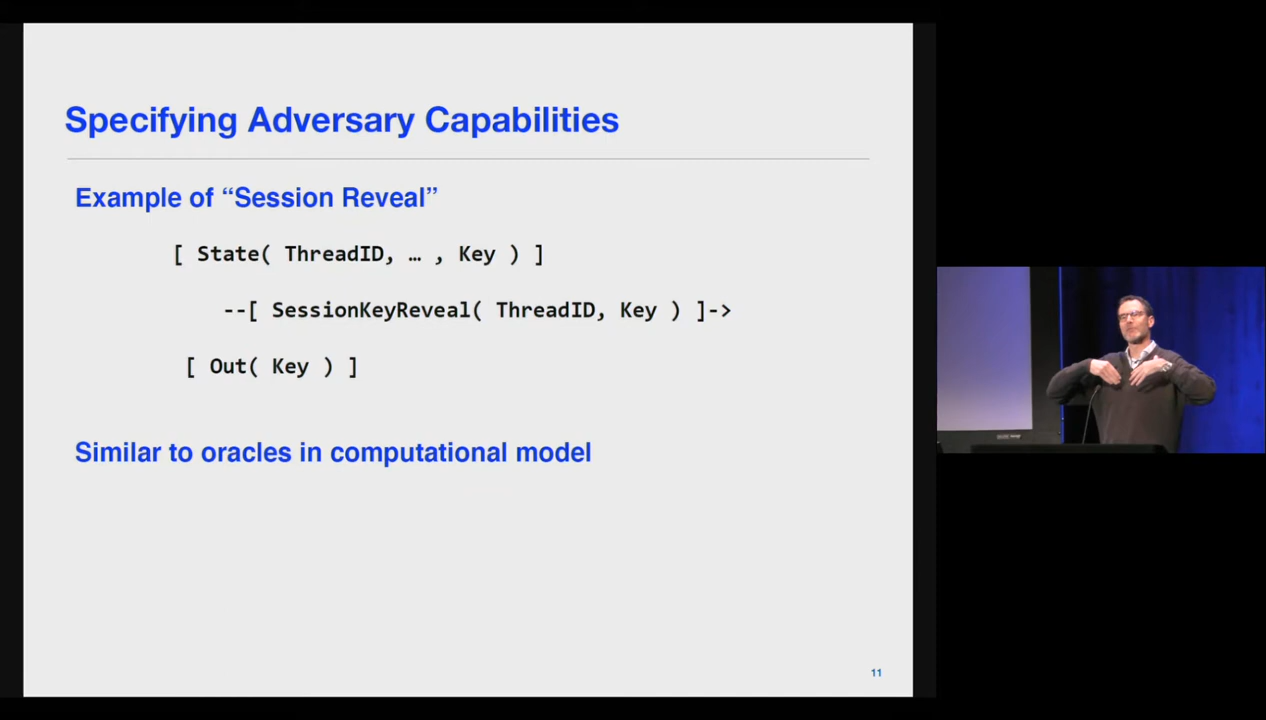 Specifying Adversary Capabilities
Example of “Session Reveal”
[ State( ThreadID, … , Key ) ]
--[ SessionKeyReveal( ThreadID, Key ) ]->
[ Out( Key ) ]
Similar to oracles in computational model
11